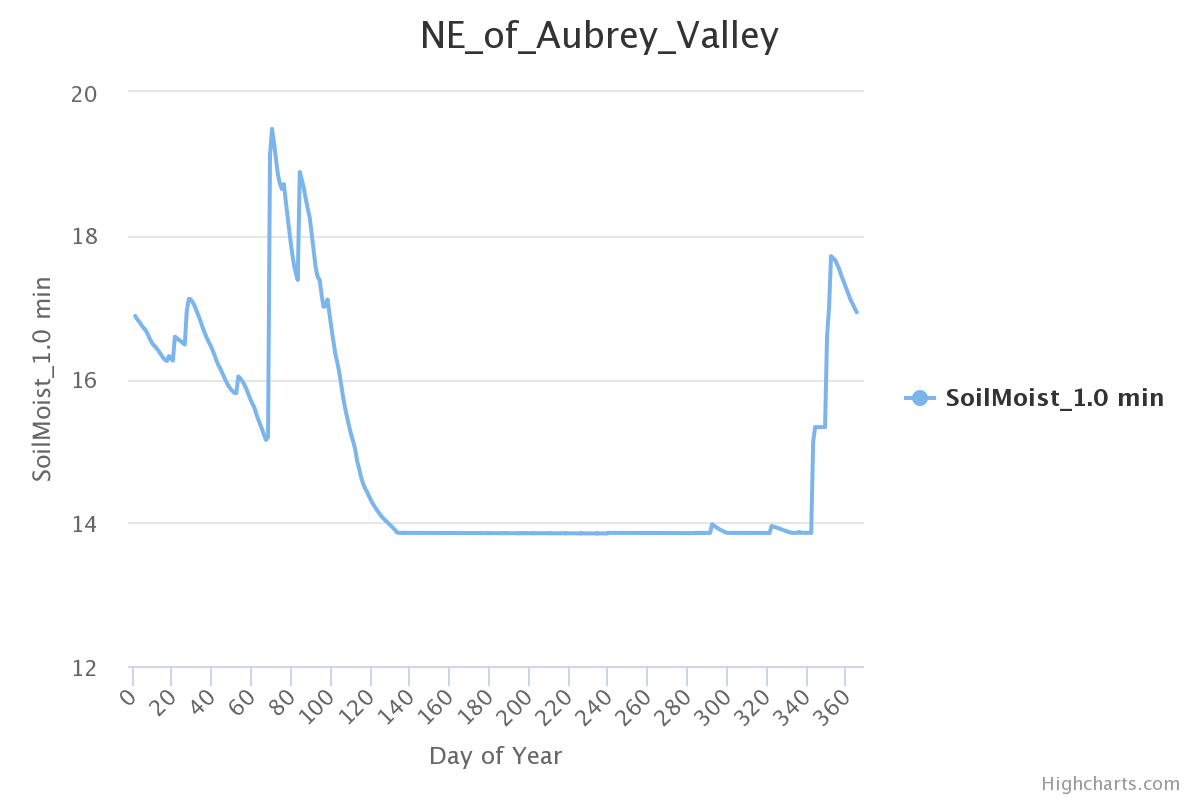 NE_of_Aubrey_Valley
20
18
16
14
12
SoilMoist_1.0 min
0 20 40 60 80 100 120 140 160 180 200 220 240 260 280 300 320 340 360
Day of Year
SoilMoist_1.0 min
Highcharts.com